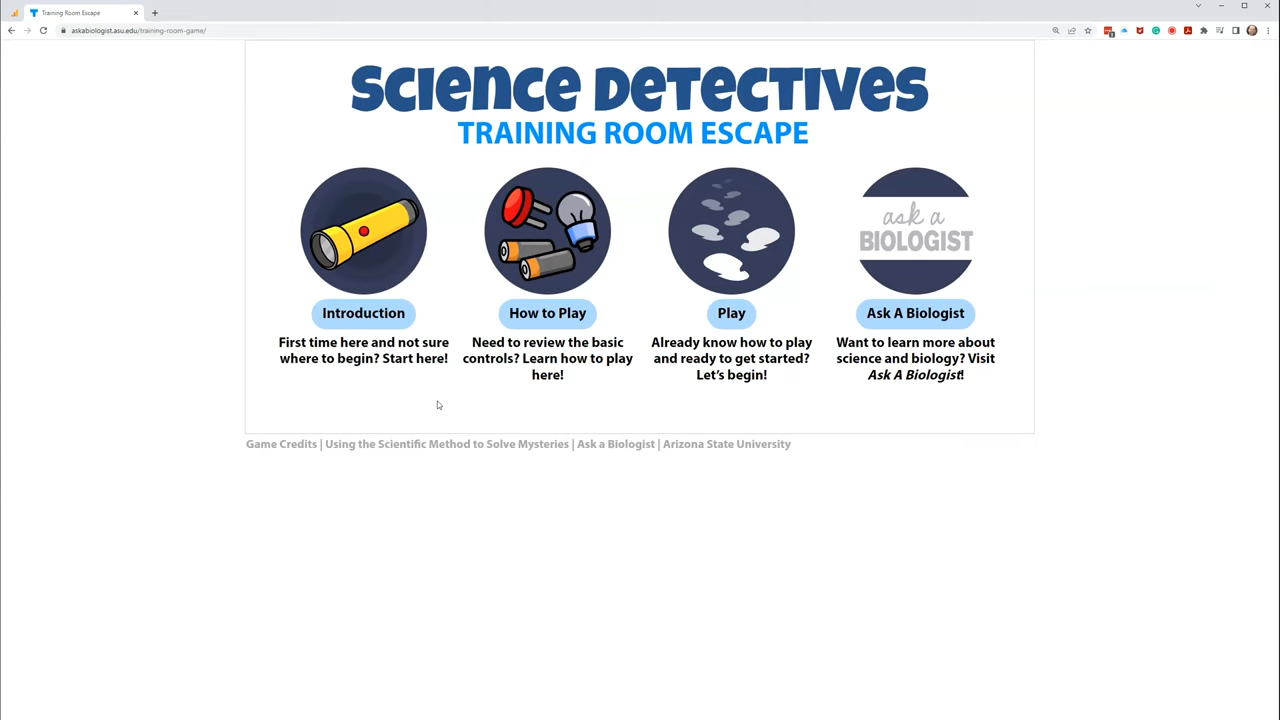 Training Room Escape
askabiologist.asu.edu/training-room-game/
SCIENCE DETECTIVES
TRAINING ROOM ESCAPE
ask a
BIOLOGIST
Introduction
How to Play
Play
Ask A Biologist
First time here and not sure
where to begin? Start here!
Need to review the basic
controls? Learn how to play
here!
Already know how to play
and ready to get started?
Let's begin!
Want to learn more about
science and biology? Visit
Ask A Biologist!
Game Credits | Using the Scientific Method to Solve Mysteries | Ask a Biologist | Arizona State University